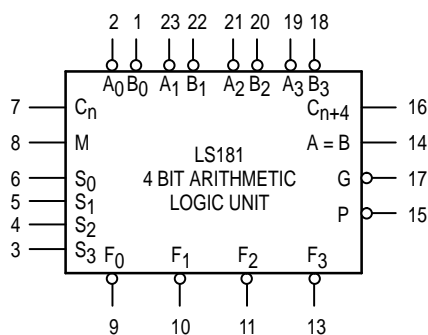 2 1 23 22 21 20 19 18
A0 B0 A1 B1 A2 B2 A3 B3
7 Cn Cn+4 16
8 M A = B 14
LS181
6 S0 4 BIT ARITHMETIC G 17
5 S1 LOGIC UNIT
4 S2 P 15
3 S3
F0 F1 F2 F3
9 10 11 13